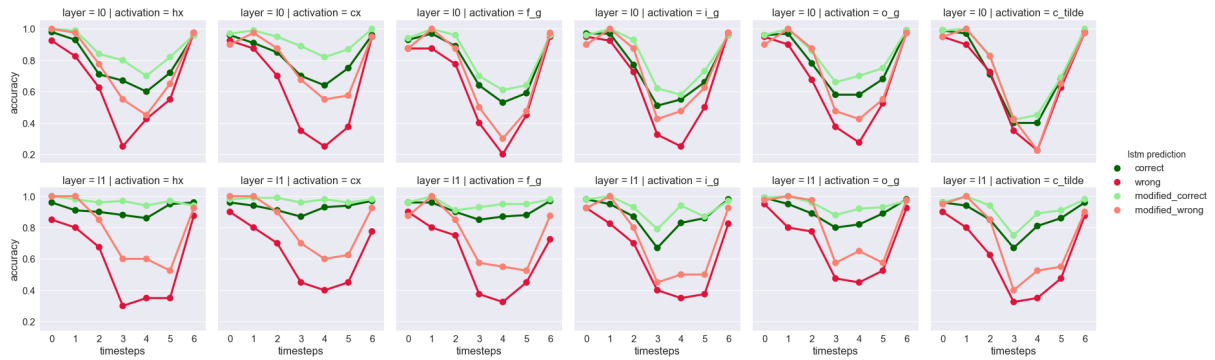 layer = l0 | activation = hx
layer = l0 | activation = cx
layer = l0 | activation = f_g
layer = l0 | activation = i_g
layer = l0 | activation = o_g
layer = l0 | activation = c_tilde
accuracy
1.0
0.8
0.6
0.4
0.2
layer = l1 | activation = hx
layer = l1 | activation = cx
layer = l1 | activation = f_g
layer = l1 | activation = i_g
layer = l1 | activation = o_g
layer = l1 | activation = c_tilde
accuracy
1.0
0.8
0.6
0.4
0.2
0 1 2 3 4 5 6
0 1 2 3 4 5 6
0 1 2 3 4 5 6
0 1 2 3 4 5 6
0 1 2 3 4 5 6
0 1 2 3 4 5 6
timesteps
timesteps
timesteps
timesteps
timesteps
timesteps
lstm prediction
correct
wrong
modified_correct
modified_wrong